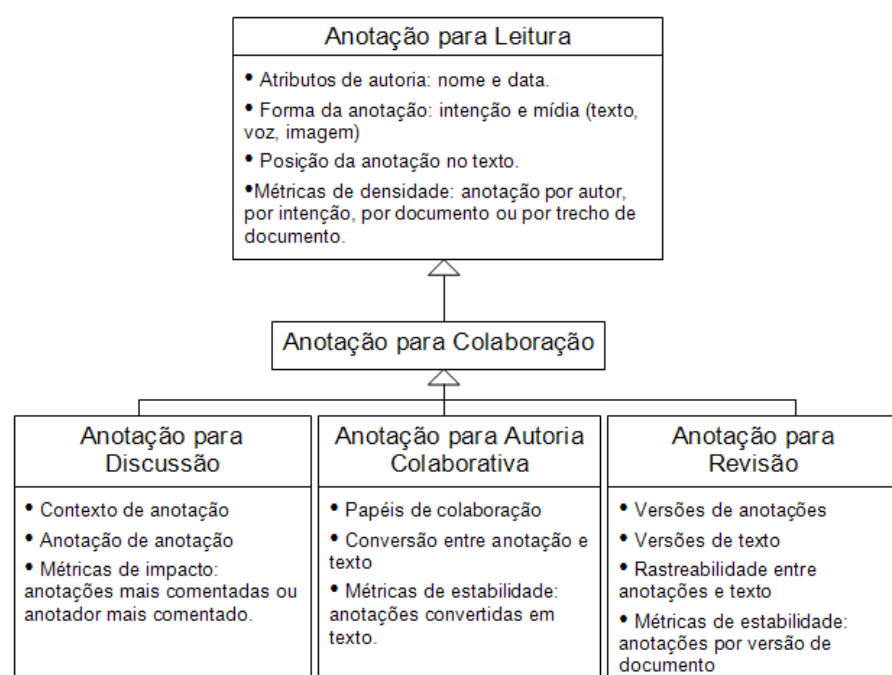 Anotação para Leitura
• Atributos de autoria: nome e data.
• Forma da anotação: intenção e mídia (texto,
voz, imagem)
• Posição da anotação no texto.
•Métricas de densidade: anotação por autor,
por intenção, por documento ou por trecho de
documento.
Anotação para Colaboração
Anotação para
Discussão
• Contexto de anotação
• Anotação de anotação
• Métricas de impacto:
anotações mais comentadas ou
anotador mais comentado.
Anotação para Autoria
Colaborativa
• Papéis de colaboração
• Conversão entre anotação e
texto
• Métricas de estabilidade:
anotações convertidas em
texto.
Anotação para
Revisão
• Versões de anotações
• Versões de texto
• Rastreabilidade entre
anotações e texto
• Métricas de estabilidade:
anotações por versão de
documento